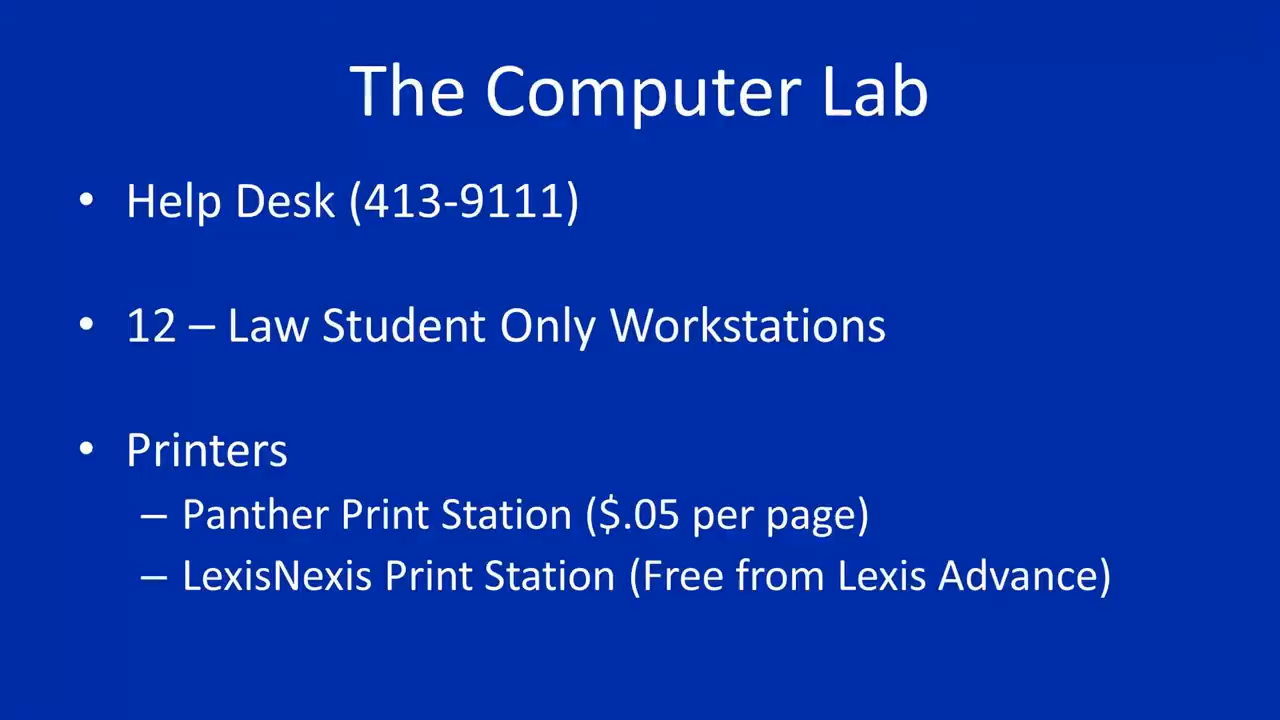 The Computer Lab
• Help Desk (413-9111)
• 12 – Law Student Only Workstations
• Printers
– Panther Print Station ($.05 per page)
– LexisNexis Print Station (Free from Lexis Advance)